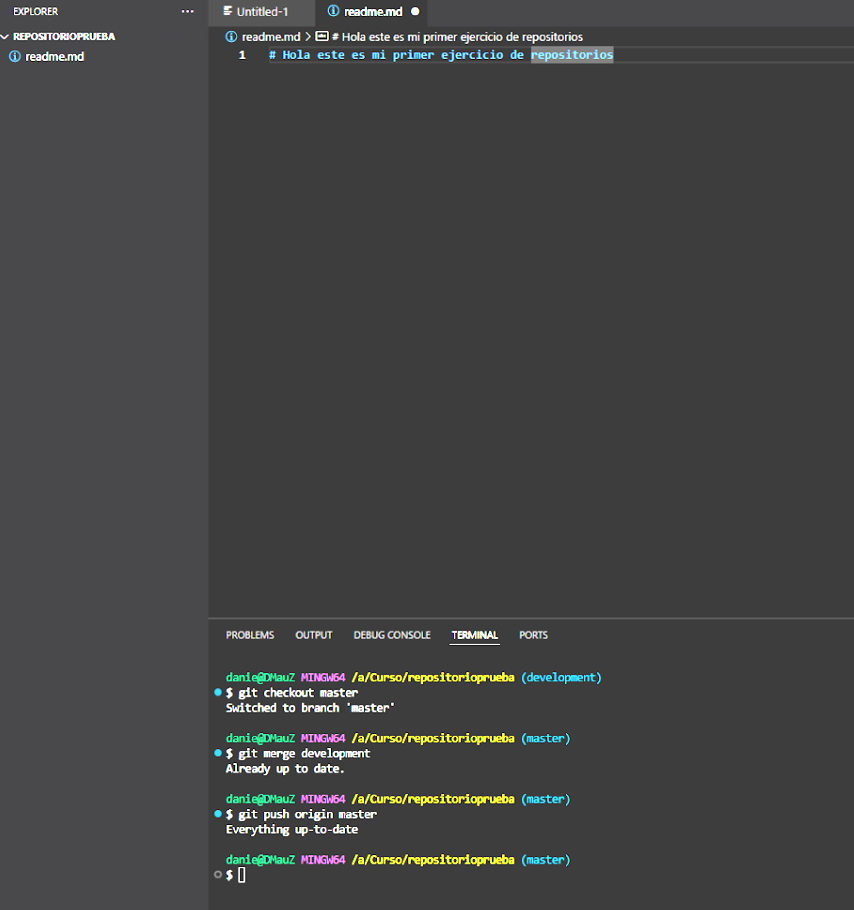 EXPLORER ···
REPOSITORIOPRUEBA
readme.md
Untitled-1 readme.md
readme.md > # Hola este es mi primer ejercicio de repositorios
1 # Hola este es mi primer ejercicio de repositorios
PROBLEMS OUTPUT DEBUG CONSOLE TERMINAL PORTS
danie@DMauZ MINGW64 /a/Curso/repositorioprueba (development)
$ git checkout master
Switched to branch 'master'
danie@DMauZ MINGW64 /a/Curso/repositorioprueba (master)
$ git merge development
Already up to date.
danie@DMauZ MINGW64 /a/Curso/repositorioprueba (master)
$ git push origin master
Everything up-to-date
danie@DMauZ MINGW64 /a/Curso/repositorioprueba (master)
$